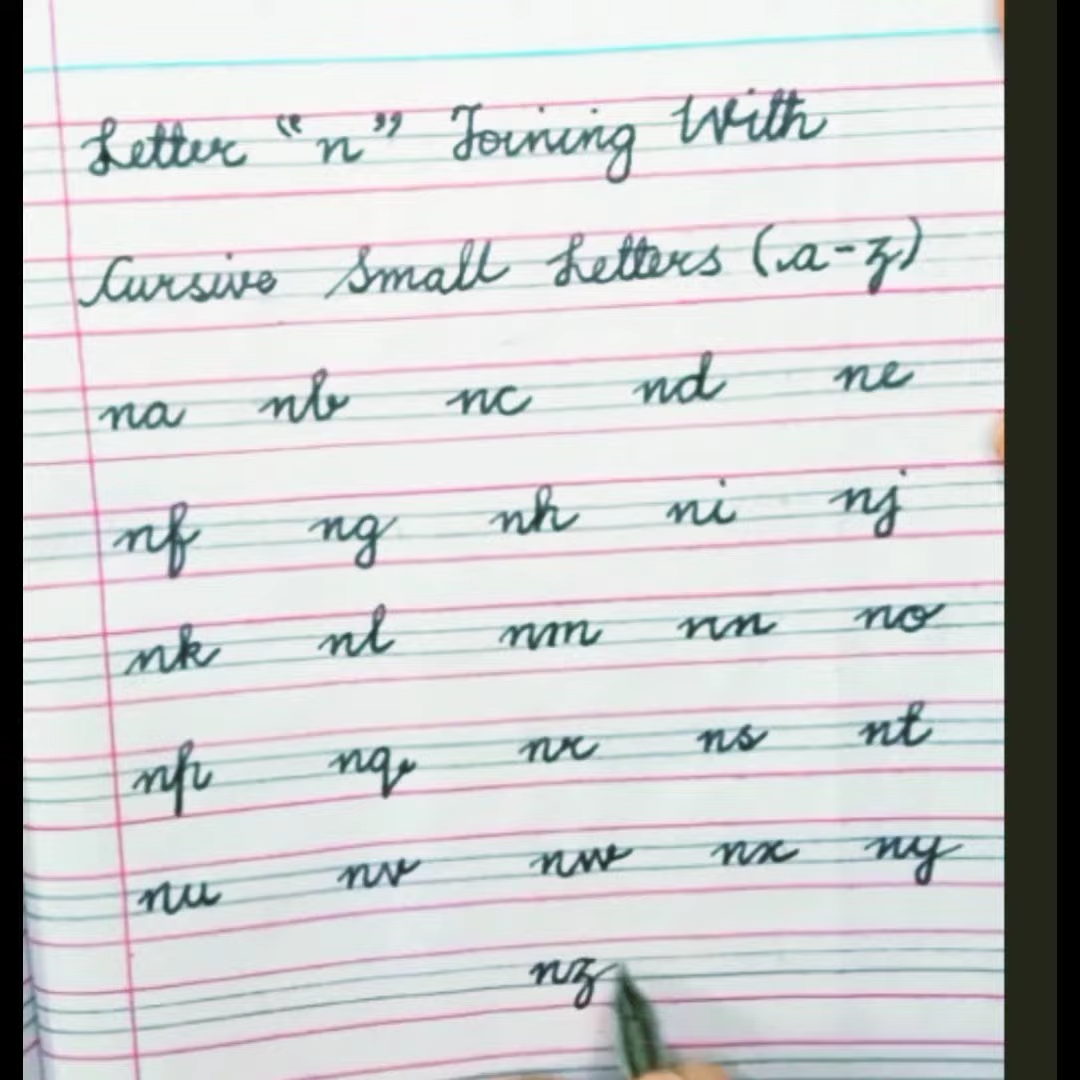 Letter "n" Joining With
Cursive Small Letters (a-z)
na nb nc nd ne
nf ng nh ni nj
nk nl nm nn no
np nq nr ns nt
nu nv nw nx ny
nz